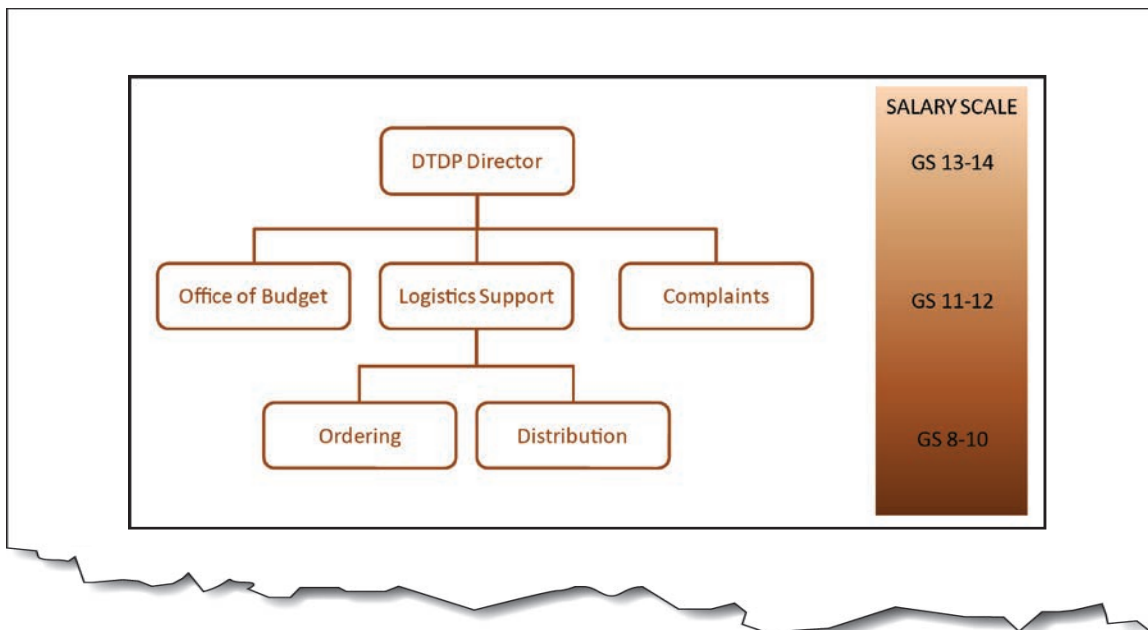 SALARY SCALE
DTDP Director
GS 13-14
Office of Budget
Logistics Support
Complaints
GS 11-12
Ordering
Distribution
GS 8-10